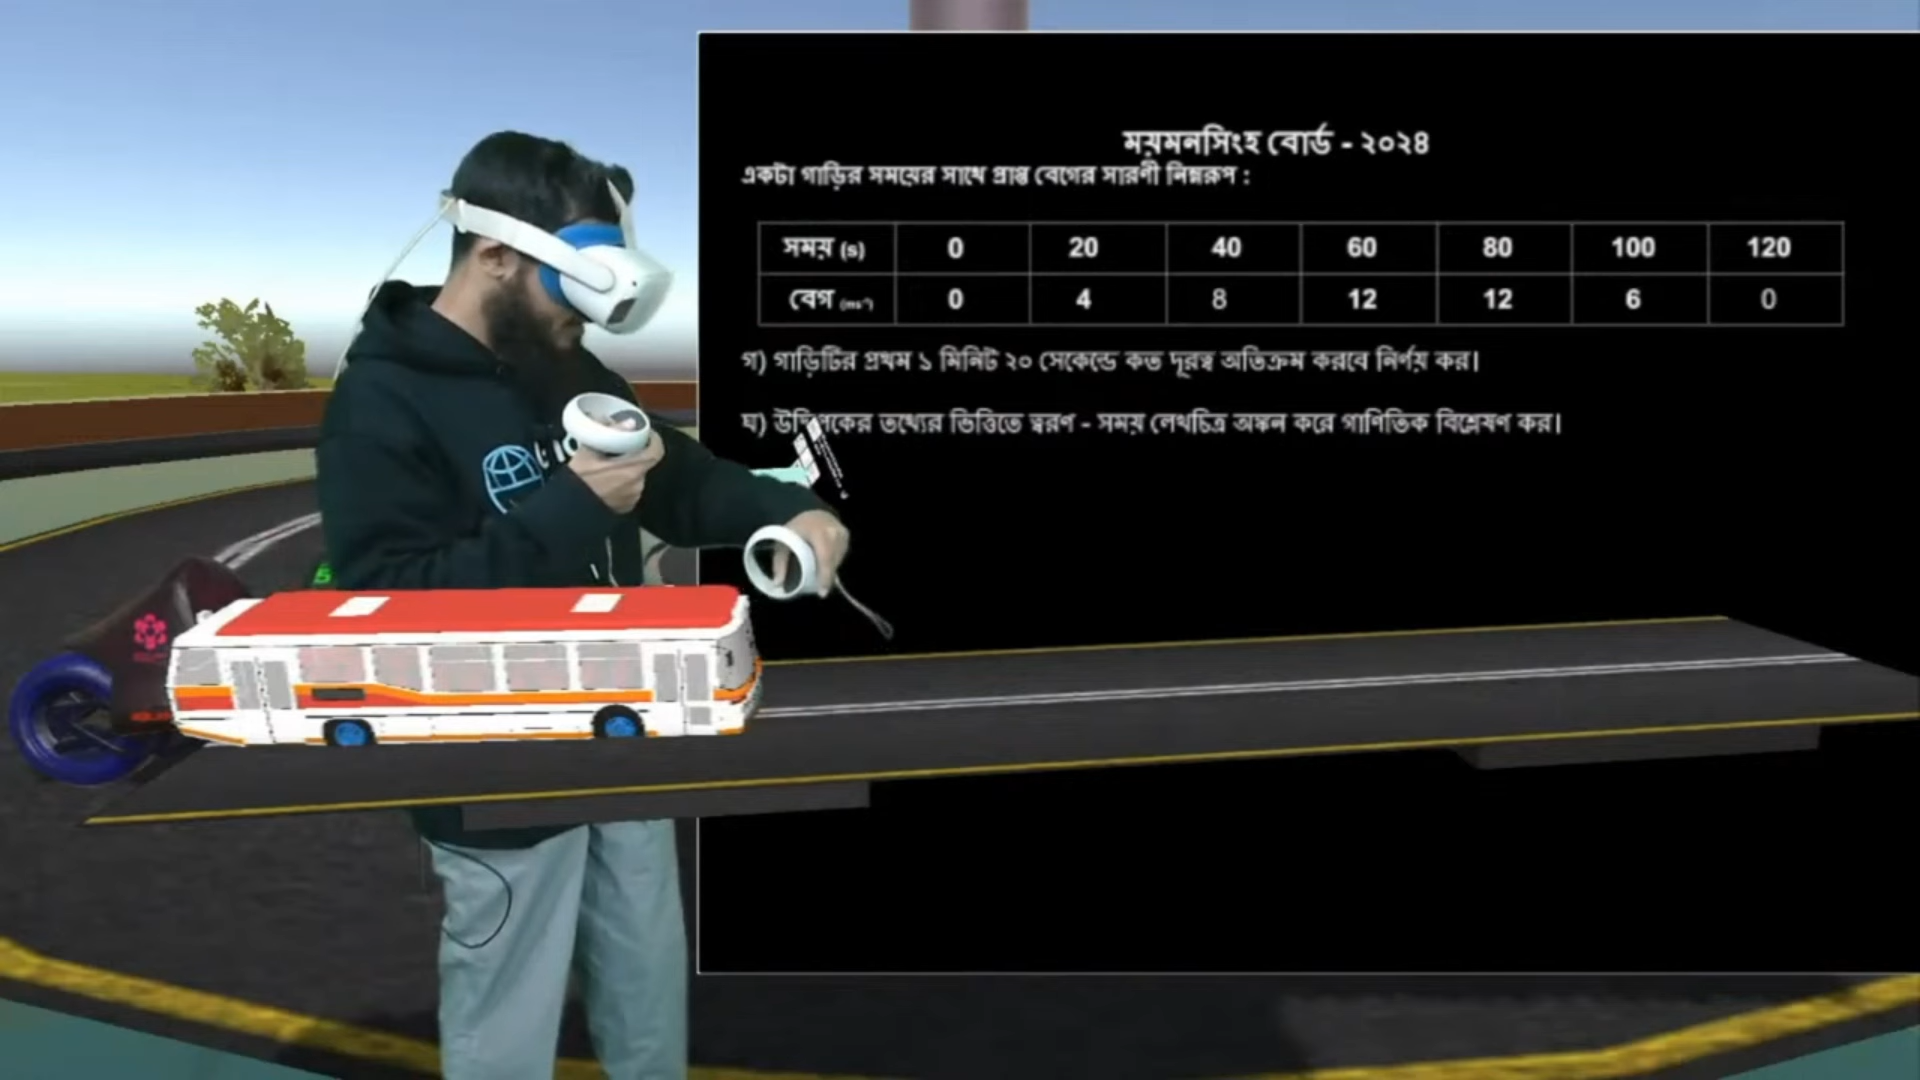 ময়মনসিংহ বোর্ড - ২০২৪
একটা গাড়ির সময়ের সাথে প্রাপ্ত বেগের সারণী নিম্নরূপ :
সময় (s) 0 20 40 60 80 100 120
বেগ (ms⁻¹) 0 4 8 12 12 6 0
গ) গাড়িটির প্রথম ১ মিনিট ২০ সেকেন্ডে কত দূরত্ব অতিক্রম করবে নির্ণয় কর।
ঘ) তথ্যের ভিত্তিতে ত্বরণ - সময় লেখচিত্র অঙ্কন করে গাণিতিক বিশ্লেষণ কর।